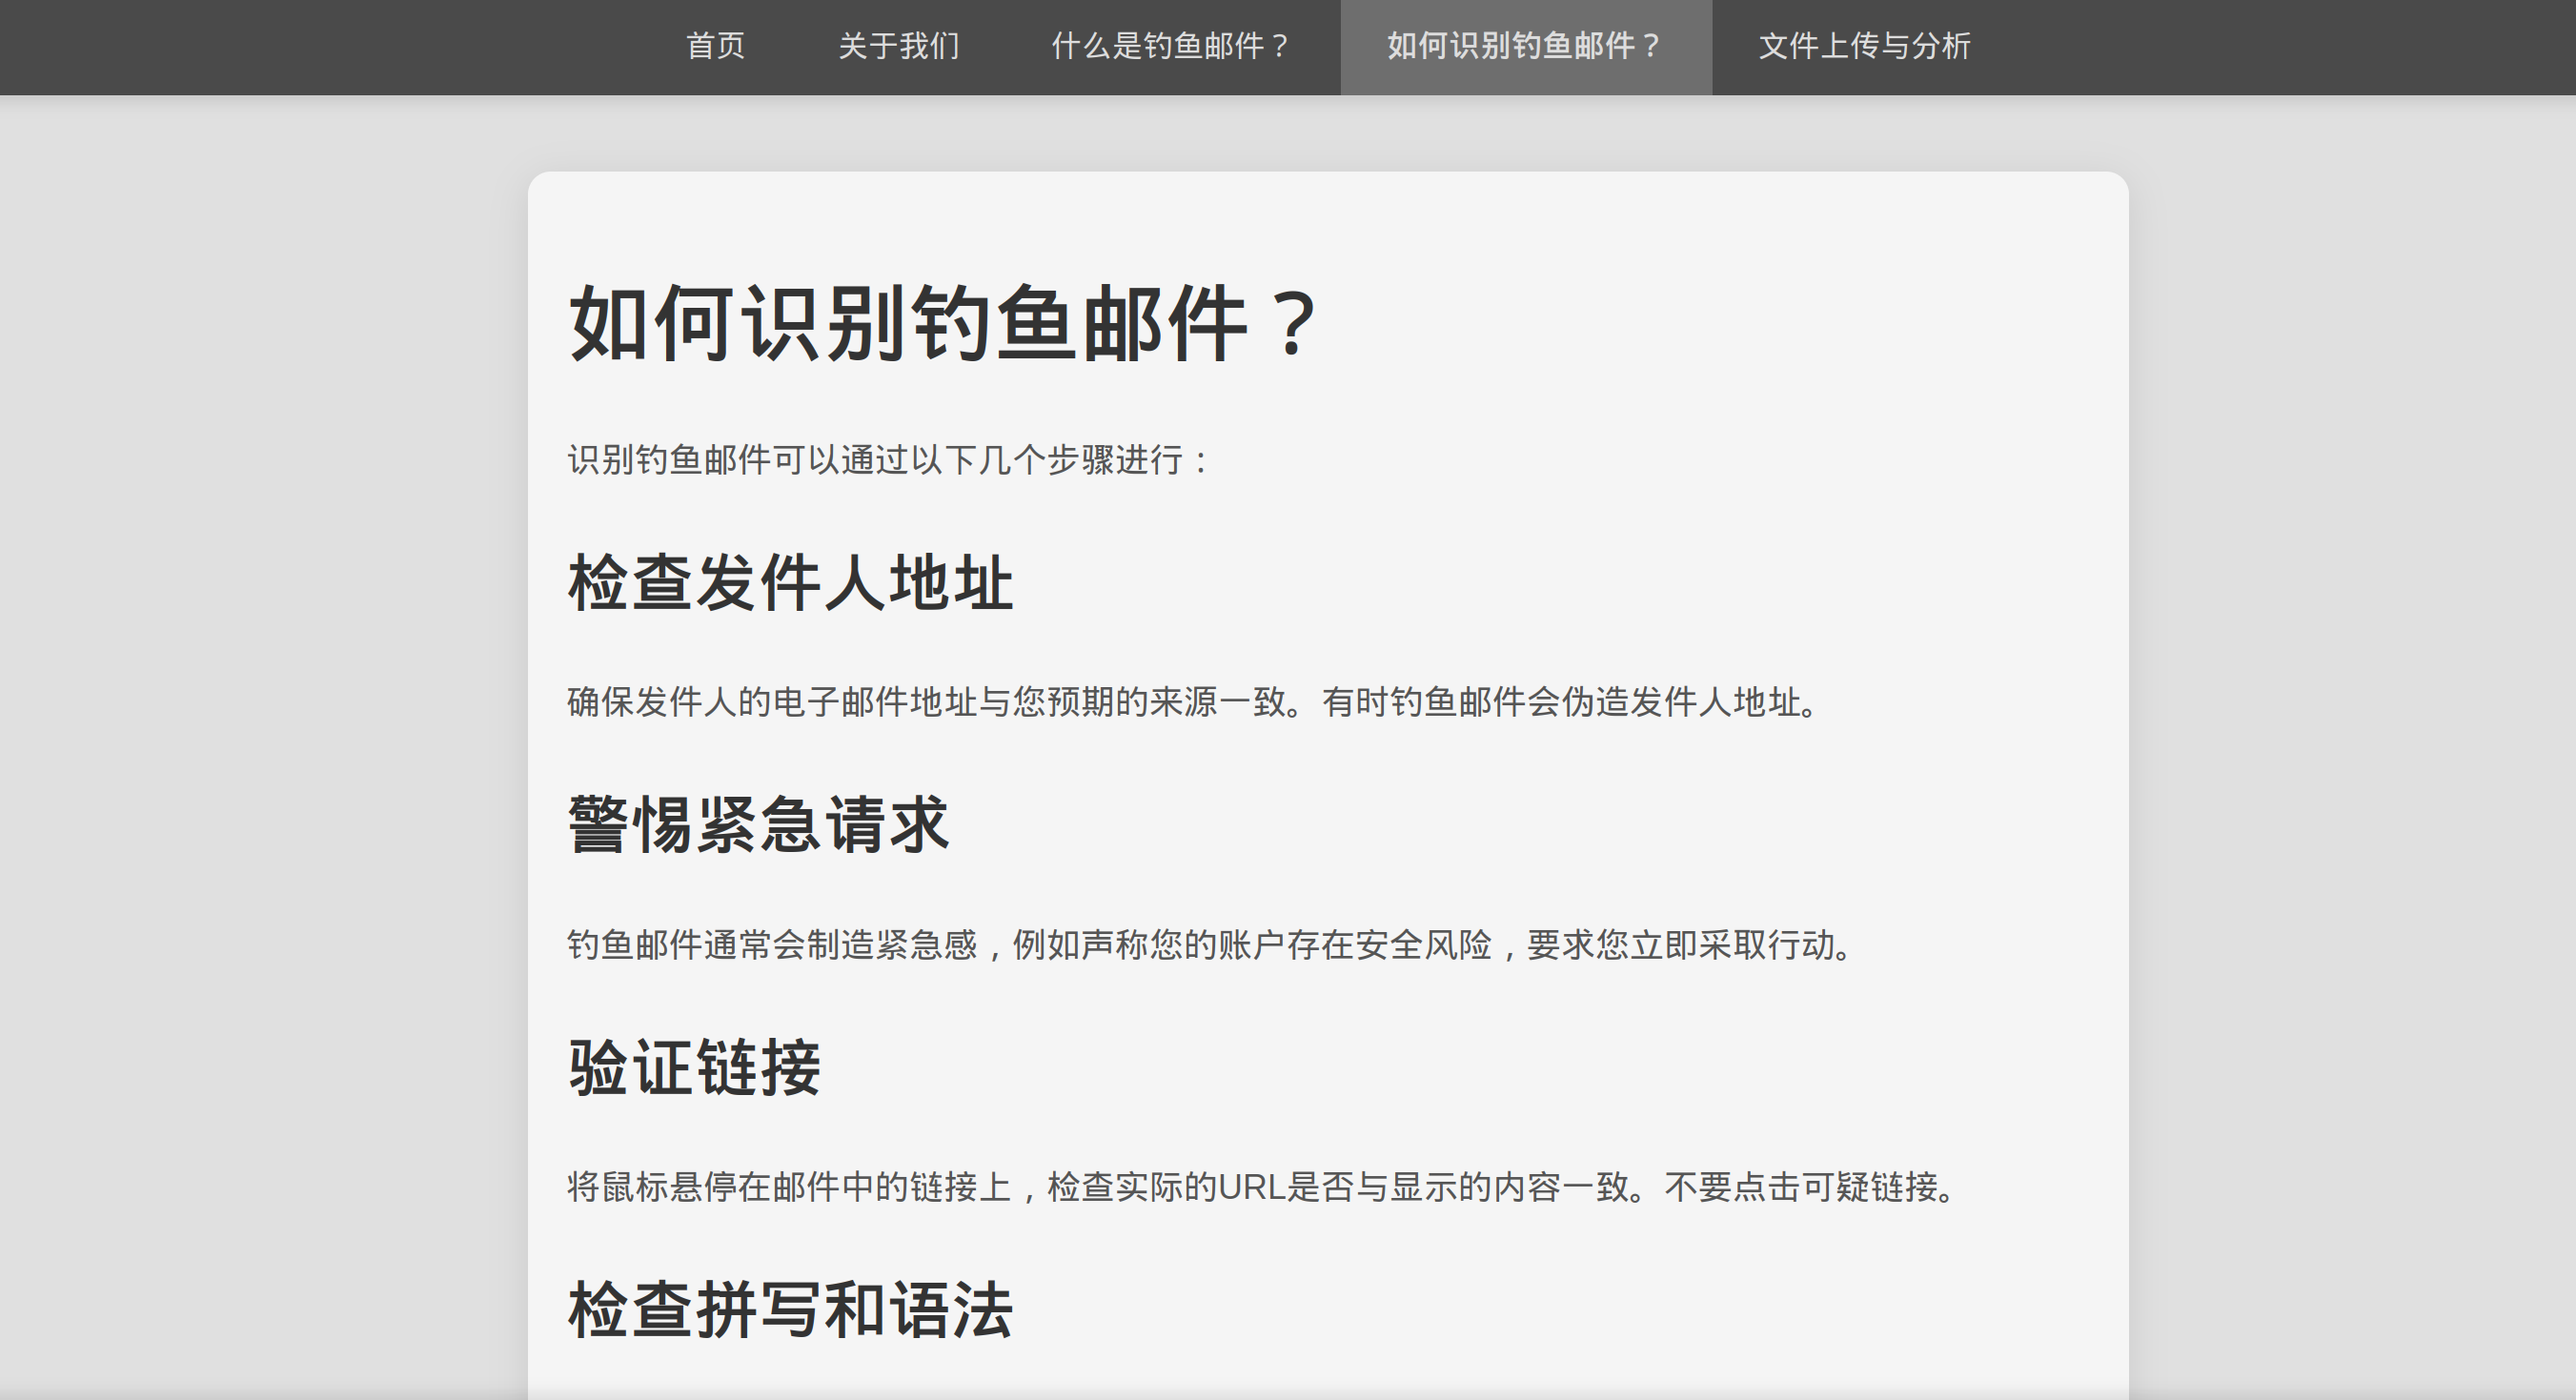 首页 关于我们 什么是钓鱼邮件？ 如何识别钓鱼邮件？ 文件上传与分析
如何识别钓鱼邮件？
识别钓鱼邮件可以通过以下几个步骤进行：
检查发件人地址
确保发件人的电子邮件地址与您预期的来源一致。有时钓鱼邮件会伪造发件人地址。
警惕紧急请求
钓鱼邮件通常会制造紧急感，例如声称您的账户存在安全风险，要求您立即采取行动。
验证链接
将鼠标悬停在邮件中的链接上，检查实际的URL是否与显示的内容一致。不要点击可疑链接。
检查拼写和语法